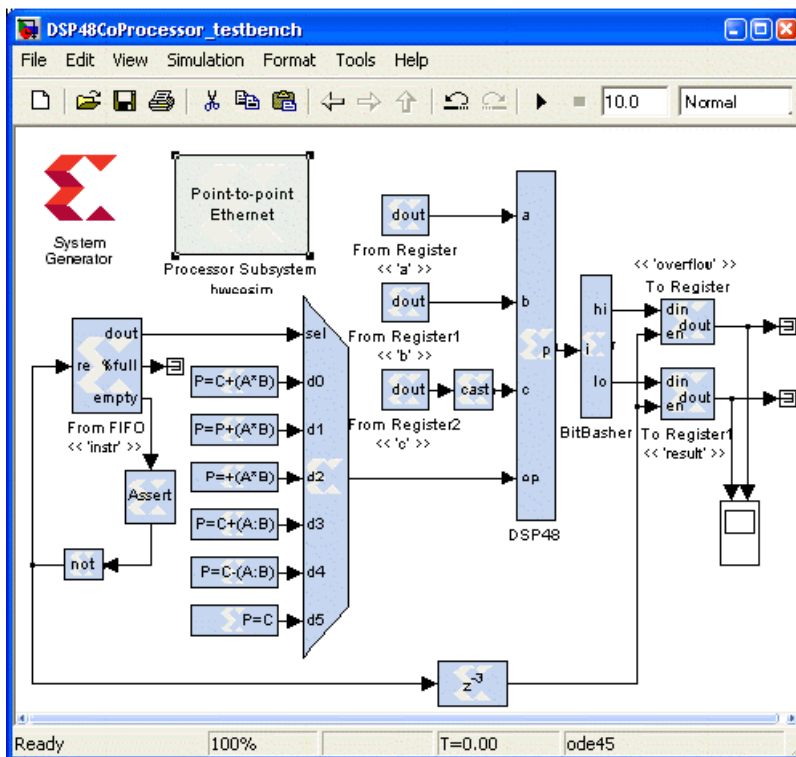 DSP48CoProcessor_testbench
File Edit View Simulation Format Tools Help
10.0 Normal
System
Generator
Point-to-point
Ethernet
Processor Subsystem
hwcosim
dout
From Register
<< 'a' >>
dout
From Register1
<< 'b' >>
dout
cast
From Register2
<< 'c' >>
a
b
c
op
p
DSP48
i
hi
lo
BitBasher
<< 'overflow' >>
To Register
din
en
dout
din
en
dout
To Register1
<< 'result' >>
dout
re %full
empty
From FIFO
<< 'instr' >>
Assert
not
sel
P=C+(A*B) d0
P=P+(A*B) d1
P=+(A*B) d2
P=C+(A:B) d3
P=C-(A:B) d4
P=C d5
z-3
Ready 100% T=0.00 ode45